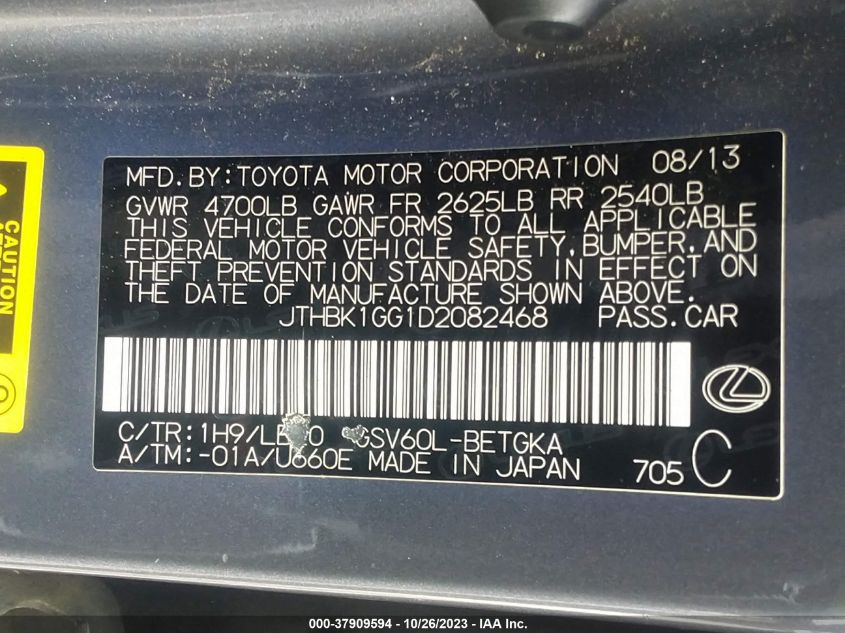 MFD.BY:TOYOTA MOTOR CORPORATION 08/13
GVWR 4700LB GAWR FR 2625LB RR 2540LB
THIS VEHICLE CONFORMS TO ALL APPLICABLE
FEDERAL MOTOR VEHICLE SAFETY,BUMPER,AND
THEFT PREVENTION STANDARDS IN EFFECT ON
THE DATE OF MANUFACTURE SHOWN ABOVE.
JTHBK1GG1D2082468 PASS.CAR
C/TR:1H9/ GSV60L-BETGKA
A/TM:-01A/U660E MADE IN JAPAN 705 C
CAUTION
000-37909594 - 10/26/2023 - IAA Inc.